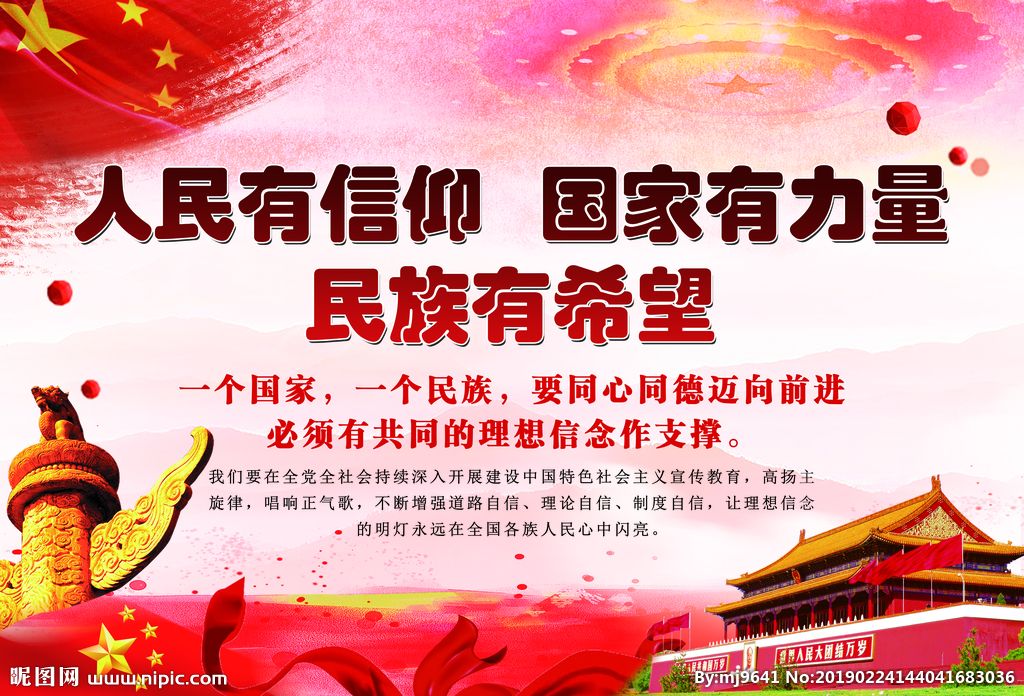 人民有信仰 国家有力量
民族有希望
一个国家，一个民族，要同心同德迈向前进
必须有共同的理想信念作支撑。
我们要在全党全社会持续深入开展建设中国特色社会主义宣传教育，高扬主
旋律，唱响正气歌，不断增强道路自信、理论自信、制度自信，让理想信念
的明灯永远在全国各族人民心中闪亮。
人民共和国万岁
世界人民大团结万岁
昵图网 www.nipic.com
By:mj9641 No:20190224144041683036